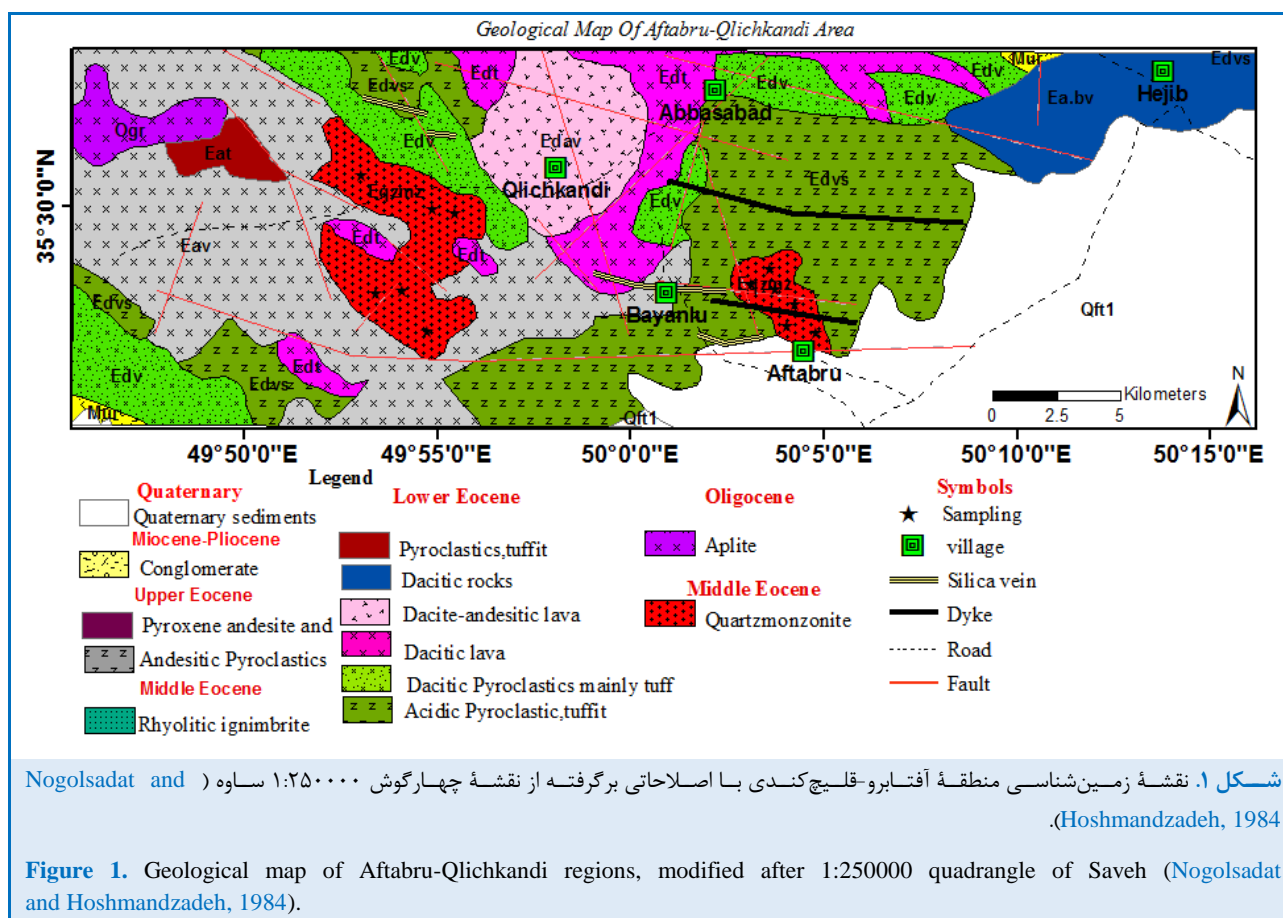 Geological Map Of Aftabru-Qlichkandi Area
Edv
Edt
Edt
Edv
Edv
Mur
Edvs
Edvs
Abbasabad
Edv
Ea.bv
Hejib
Qgr
Eat
Edv
Edav
Qlichkandi
Edvs
35°30'0"N
Eqzmz
Edv
Eav
Edt
Edt
Edvs
Eqzmz
Bayanlu
Qft1
Edv
Edt
Edvs
Aftabru
Mur
Qft1
Kilometers
0 2.5 5
N
49°50'0"E 49°55'0"E 50°0'0"E 50°5'0"E 50°10'0"E 50°15'0"E
Legend
Quaternary
Quaternary sediments
Miocene-Pliocene
Conglomerate
Upper Eocene
Pyroxene andesite and
Andesitic Pyroclastics
Middle Eocene
Rhyolitic ignimbrite
Lower Eocene
Pyroclastics,tuffit
Dacitic rocks
Dacite-andesitic lava
Dacitic lava
Dacitic Pyroclastics mainly tuff
Acidic Pyroclastic,tuffit
Oligocene
Aplite
Middle Eocene
Quartzmonzonite
Symbols
Sampling
village
Silica vein
Dyke
Road
Fault
شکل ۱. نقشۀ زمین‌شناسی منطقۀ آفتابرو-قلیچ‌کندی با اصلاحاتی برگرفته از نقشۀ چهارگوش ۱:۲۵۰۰۰۰ ساوه (Nogolsadat and
Hoshmandzadeh, 1984).
Figure 1. Geological map of Aftabru-Qlichkandi regions, modified after 1:250000 quadrangle of Saveh (Nogolsadat
and Hoshmandzadeh, 1984).